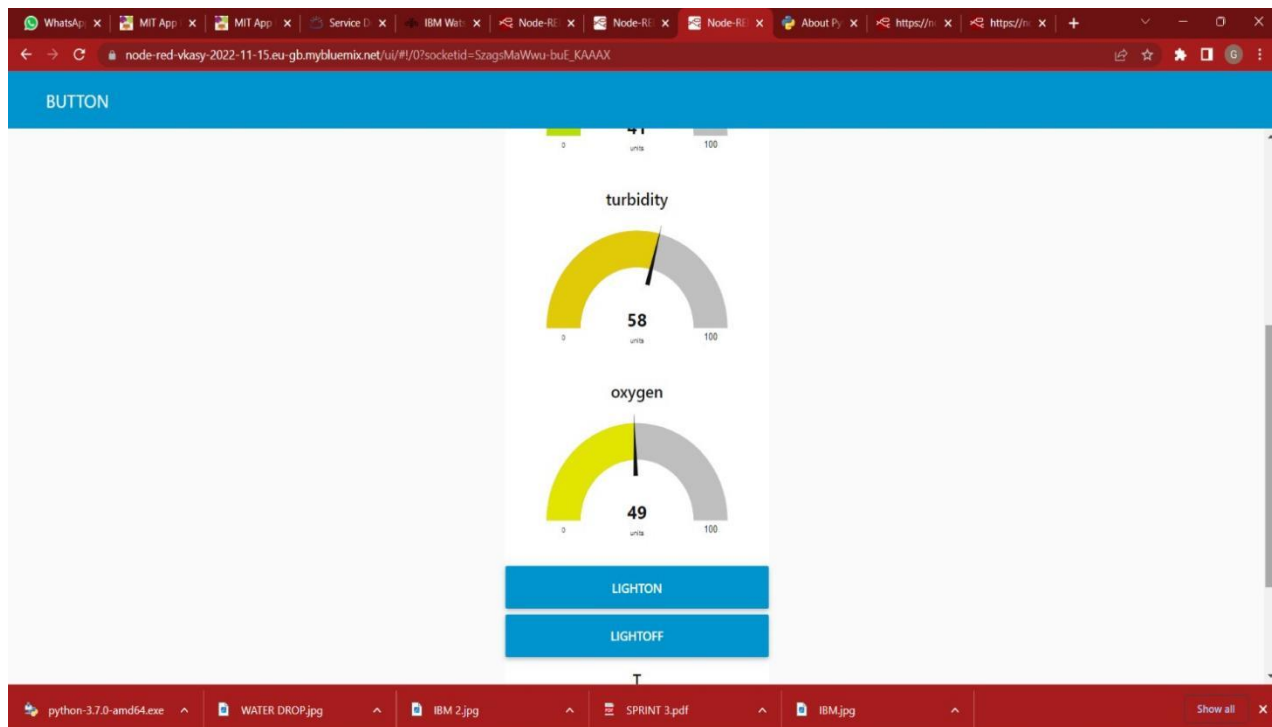 WhatsAp MIT App MIT App Service D IBM Wats Node-RE Node-RE Node-RE About Py https://n https://n
node-red-vkasy-2022-11-15.eu-gb.mybluemix.net/ui/#!/0?socketid=SzagsMaWwu-buE_KAAAX G
BUTTON
41
0 units 100
turbidity
58
0 units 100
oxygen
49
0 units 100
LIGHTON
LIGHTOFF
python-3.7.0-amd64.exe WATER DROP.jpg IBM 2.jpg SPRINT 3.pdf IBM.jpg Show all